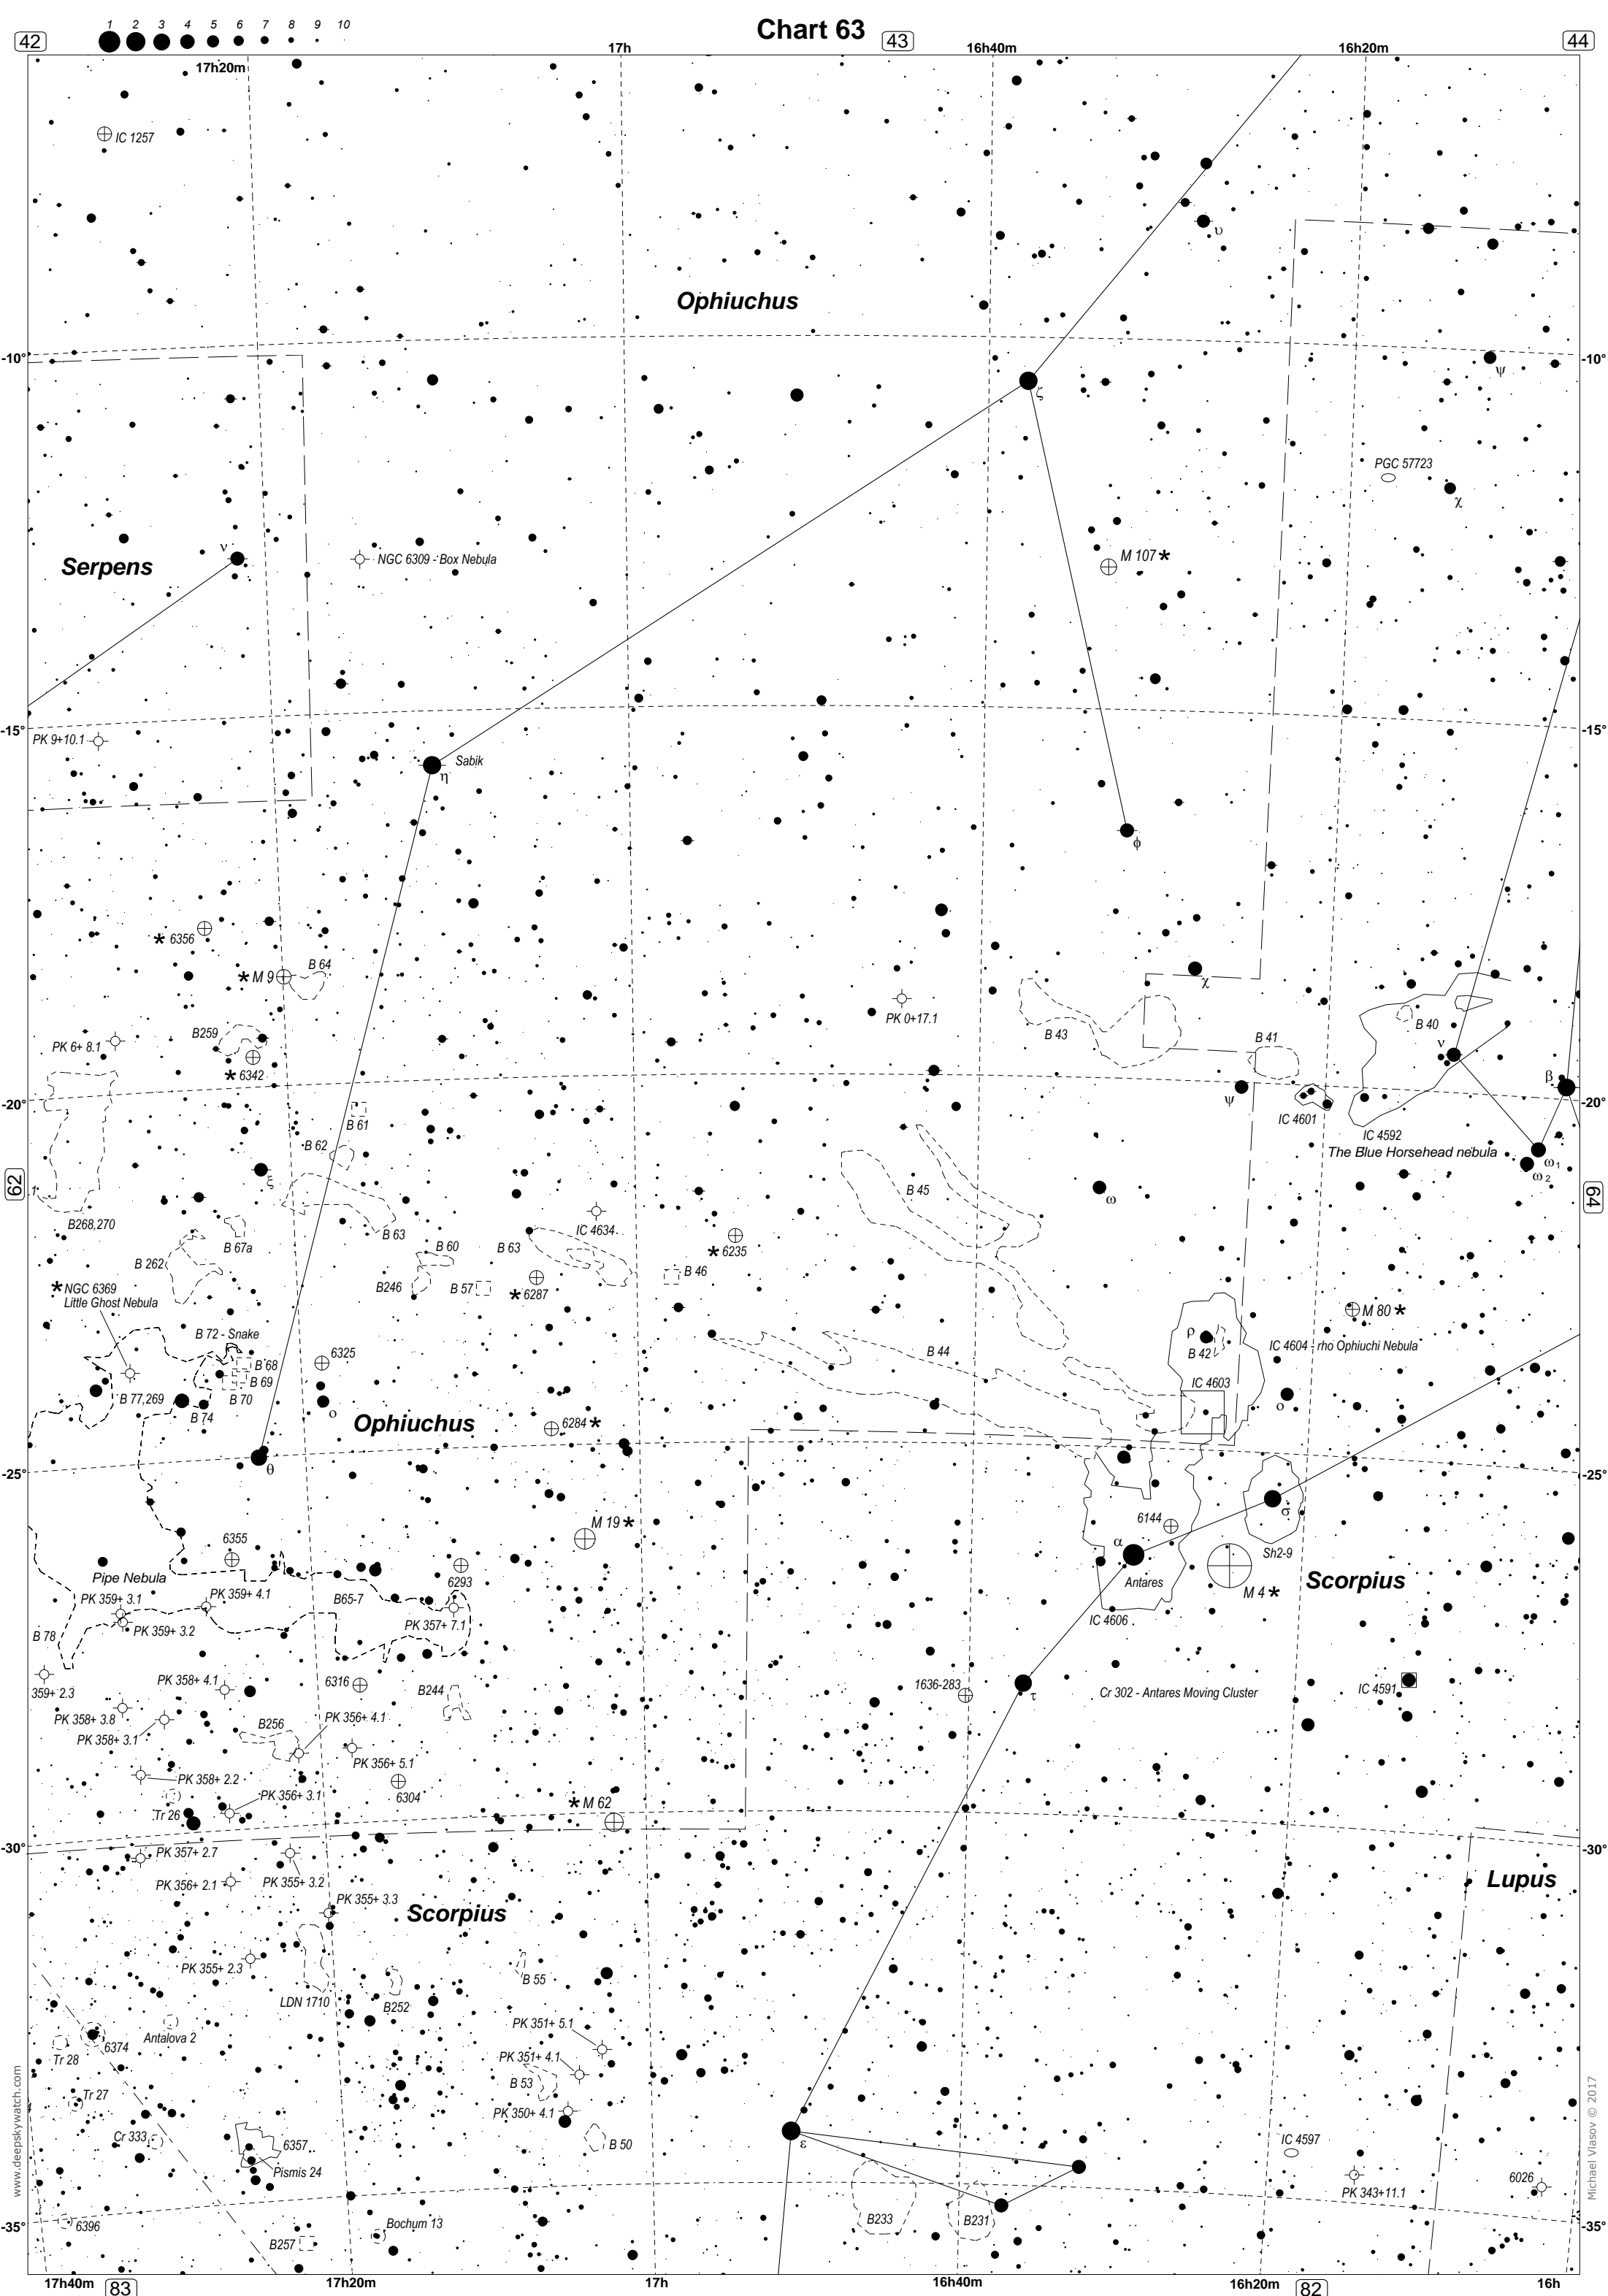 Chart 63
42
1 2 3 4 5 6 7 8 9 10
43
44
17h20m
17h
16h40m
16h20m
IC 1257
υ
Ophiuchus
-10°
-10°
ψ
ζ
PGC 57723
χ
ν
Serpens
NGC 6309 - Box Nebula
M 107 *
-15°
-15°
PK 9+10.1
Sabik
η
ϕ
* 6356
* M 9
B 64
χ
PK 0+17.1
B 43
B 40
B259
PK 6+ 8.1
B 41
ν
* 6342
β
ψ
-20°
-20°
B 61
IC 4601
IC 4592
B 62
The Blue Horsehead nebula
ω1
ω2
ξ
62
64
B 45
ω
B268,270
B 67a
B 63
IC 4634
B 60
B 63
* 6235
B 262
B 46
B246
B 57
* 6287
* NGC 6369
Little Ghost Nebula
M 80 *
B 72 - Snake
ρ
B 42
IC 4604 - rho Ophiuchi Nebula
6325
B 44
B 68
B 69
IC 4603
B 77,269
B 70
B 74
ο
ο
Ophiuchus
6284 *
θ
-25°
-25°
σ
6144
M 19 *
6355
α
Sh2-9
Pipe Nebula
Antares
Scorpius
6293
M 4 *
PK 359+ 3.1
PK 359+ 4.1
B65-7
IC 4606
PK 359+ 3.2
PK 357+ 7.1
B 78
PK 358+ 4.1
6316
1636-283
τ
IC 4591
359+ 2.3
B244
Cr 302 - Antares Moving Cluster
PK 358+ 3.8
B256
PK 356+ 4.1
PK 358+ 3.1
PK 356+ 5.1
PK 358+ 2.2
PK 356+ 3.1
6304
* M 62
Tr 26
-30°
-30°
PK 357+ 2.7
PK 356+ 2.1
PK 355+ 3.2
Lupus
PK 355+ 3.3
Scorpius
PK 355+ 2.3
B 55
LDN 1710
B252
PK 351+ 5.1
Antalova 2
6374
Tr 28
PK 351+ 4.1
B 53
Tr 27
PK 350+ 4.1
Cr 333
6357
B 50
ε
IC 4597
Pismis 24
6026
PK 343+11.1
B233
B231
6396
Bochum 13
-35°
-35°
B257
17h40m
17h20m
17h
16h40m
16h20m
16h
83
82
www.deepskywatch.com
Michael Vlasov © 2017